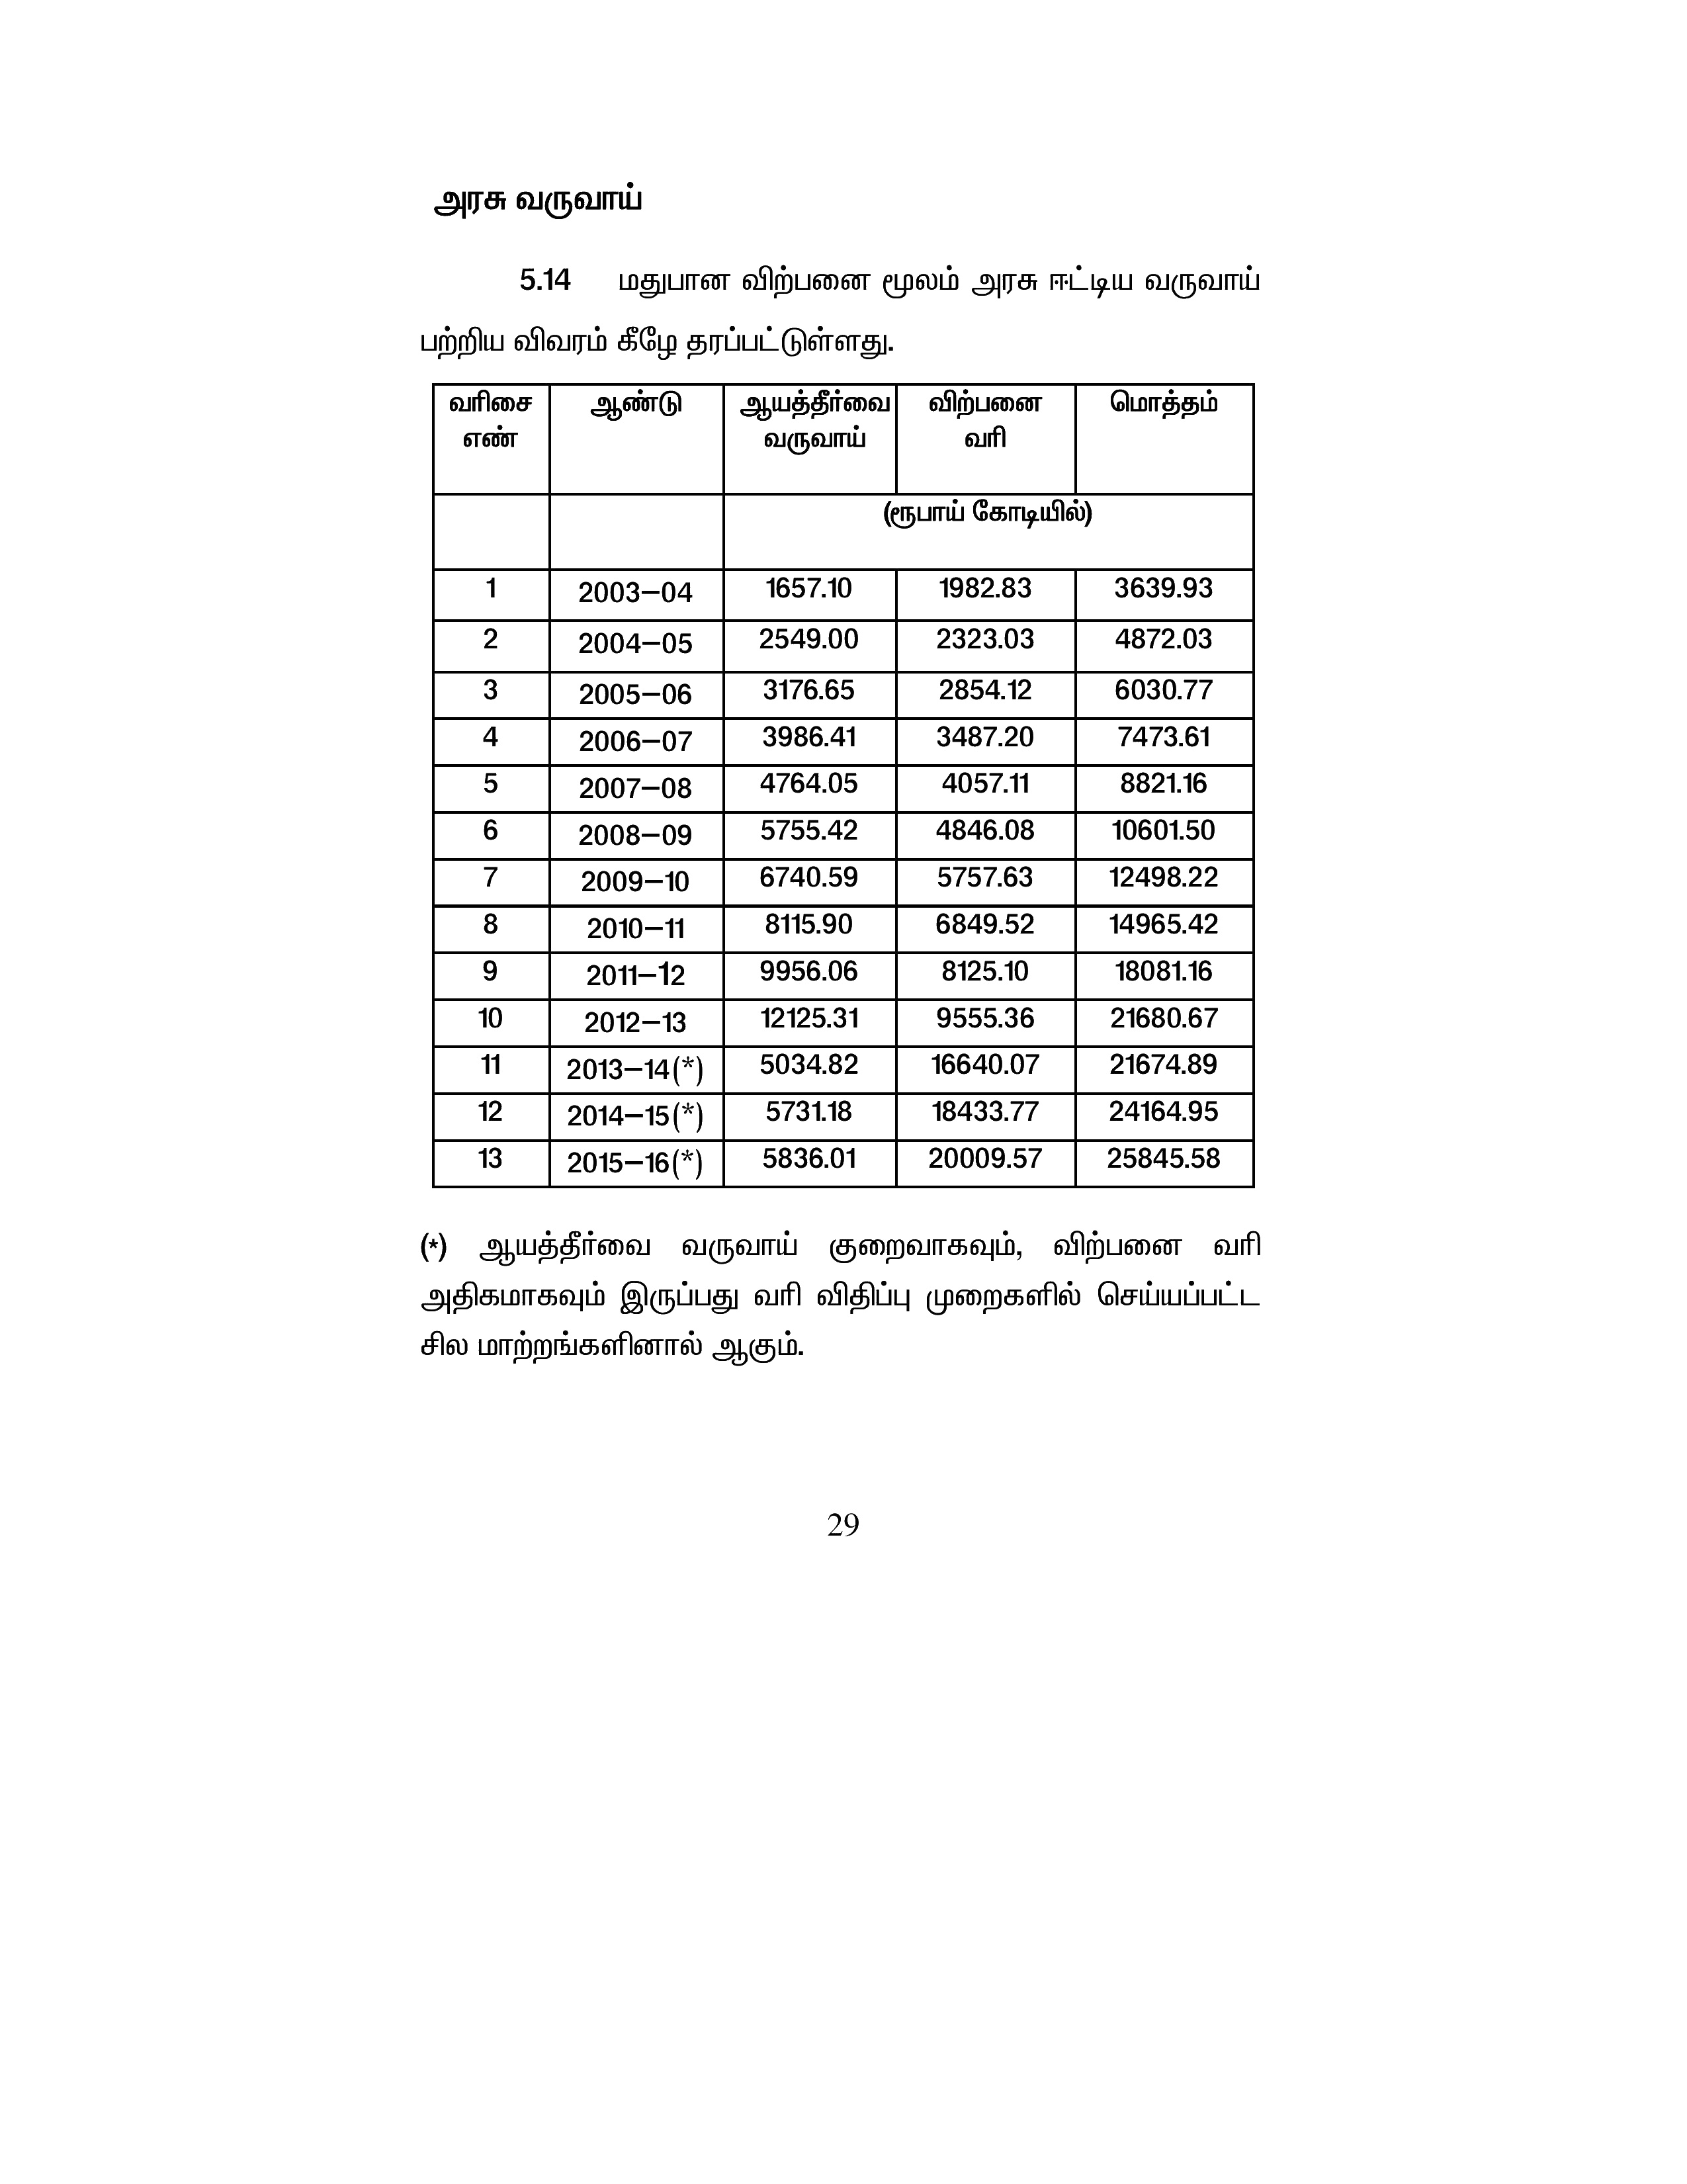 அரசு வருவாய்
5.14 மதுபான விற்பனை மூலம் அரசு ஈட்டிய வருவாய்
பற்றிய விவரம் கீழே தரப்பட்டுள்ளது.
வரிசை ஆண்டு ஆயத்தீர்வை விற்பனை மொத்தம்
எண் வருவாய் வரி
(ரூபாய் கோடியில்)
1 2003–04 1657.10 1982.83 3639.93
2 2004–05 2549.00 2323.03 4872.03
3 2005–06 3176.65 2854.12 6030.77
4 2006–07 3986.41 3487.20 7473.61
5 2007–08 4764.05 4057.11 8821.16
6 2008–09 5755.42 4846.08 10601.50
7 2009–10 6740.59 5757.63 12498.22
8 2010–11 8115.90 6849.52 14965.42
9 2011–12 9956.06 8125.10 18081.16
10 2012–13 12125.31 9555.36 21680.67
11 2013–14(*) 5034.82 16640.07 21674.89
12 2014–15(*) 5731.18 18433.77 24164.95
13 2015–16(*) 5836.01 20009.57 25845.58
(*) ஆயத்தீர்வை வருவாய் குறைவாகவும், விற்பனை வரி
அதிகமாகவும் இருப்பது வரி விதிப்பு முறைகளில் செய்யப்பட்ட
சில மாற்றங்களினால் ஆகும்.
29